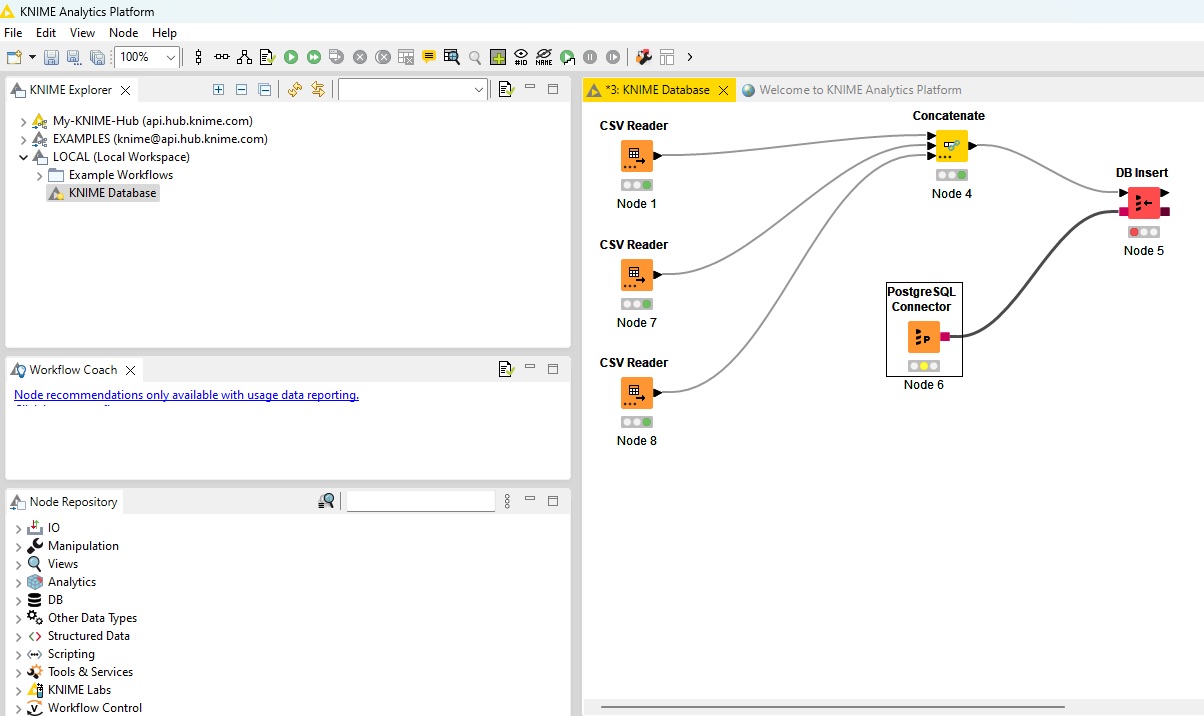 KNIME Analytics Platform
File Edit View Node Help
100%
#ID
NAME
KNIME Explorer
My-KNIME-Hub (api.hub.knime.com)
EXAMPLES (knime@api.hub.knime.com)
LOCAL (Local Workspace)
Example Workflows
KNIME Database
Workflow Coach
Node recommendations only available with usage data reporting.
Node Repository
IO
Manipulation
Views
Analytics
DB
Other Data Types
Structured Data
Scripting
Tools & Services
KNIME Labs
Workflow Control
*3: KNIME Database
Welcome to KNIME Analytics Platform
CSV Reader
Node 1
CSV Reader
Node 7
CSV Reader
Node 8
Concatenate
Node 4
DB Insert
Node 5
PostgreSQL
Connector
P
Node 6